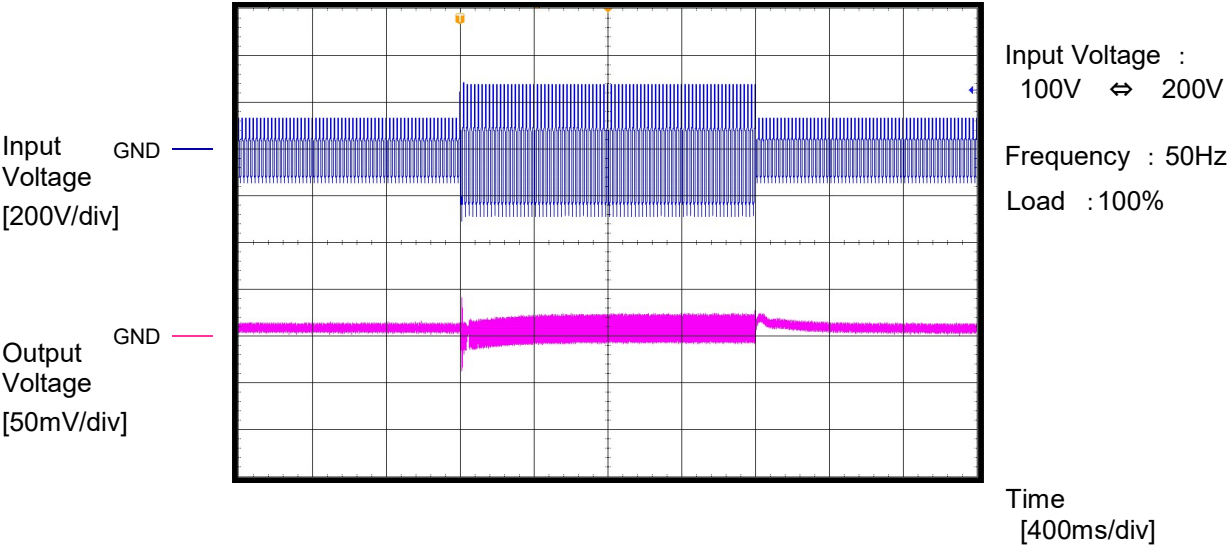 T
Input Voltage :
100V ⇔ 200V
Frequency : 50Hz
Load :100%
Input
Voltage
[200V/div]
GND
Output
Voltage
[50mV/div]
GND
Time
[400ms/div]